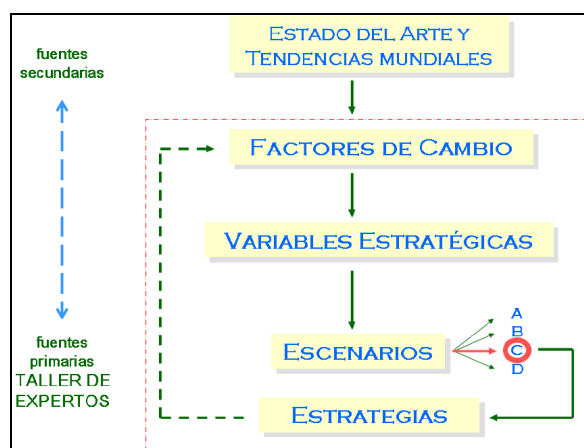 ESTADO DEL ARTE Y
TENDENCIAS MUNDIALES
fuentes
secundarias
FACTORES DE CAMBIO
VARIABLES ESTRATÉGICAS
ESCENARIOS
A
B
C
D
fuentes
primarias
TALLER DE
EXPERTOS
ESTRATEGIAS